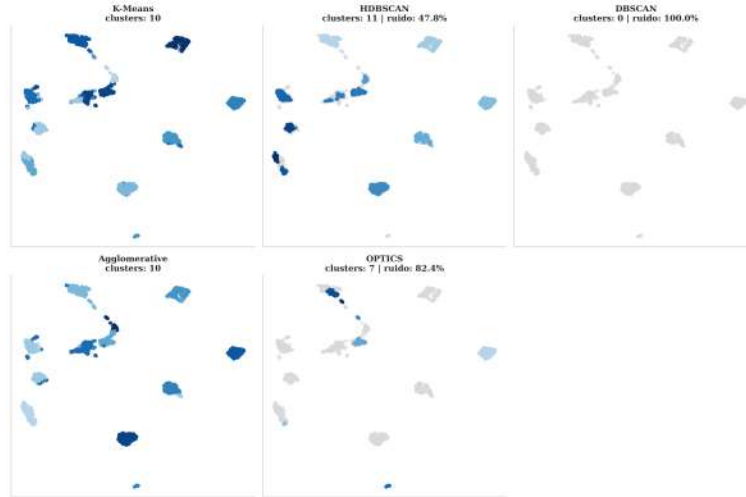 K-Means
clusters: 10
HDBSCAN
clusters: 11 | ruido: 47.8%
DBSCAN
clusters: 0 | ruido: 100.0%
Agglomerative
clusters: 10
OPTICS
clusters: 7 | ruido: 82.4%